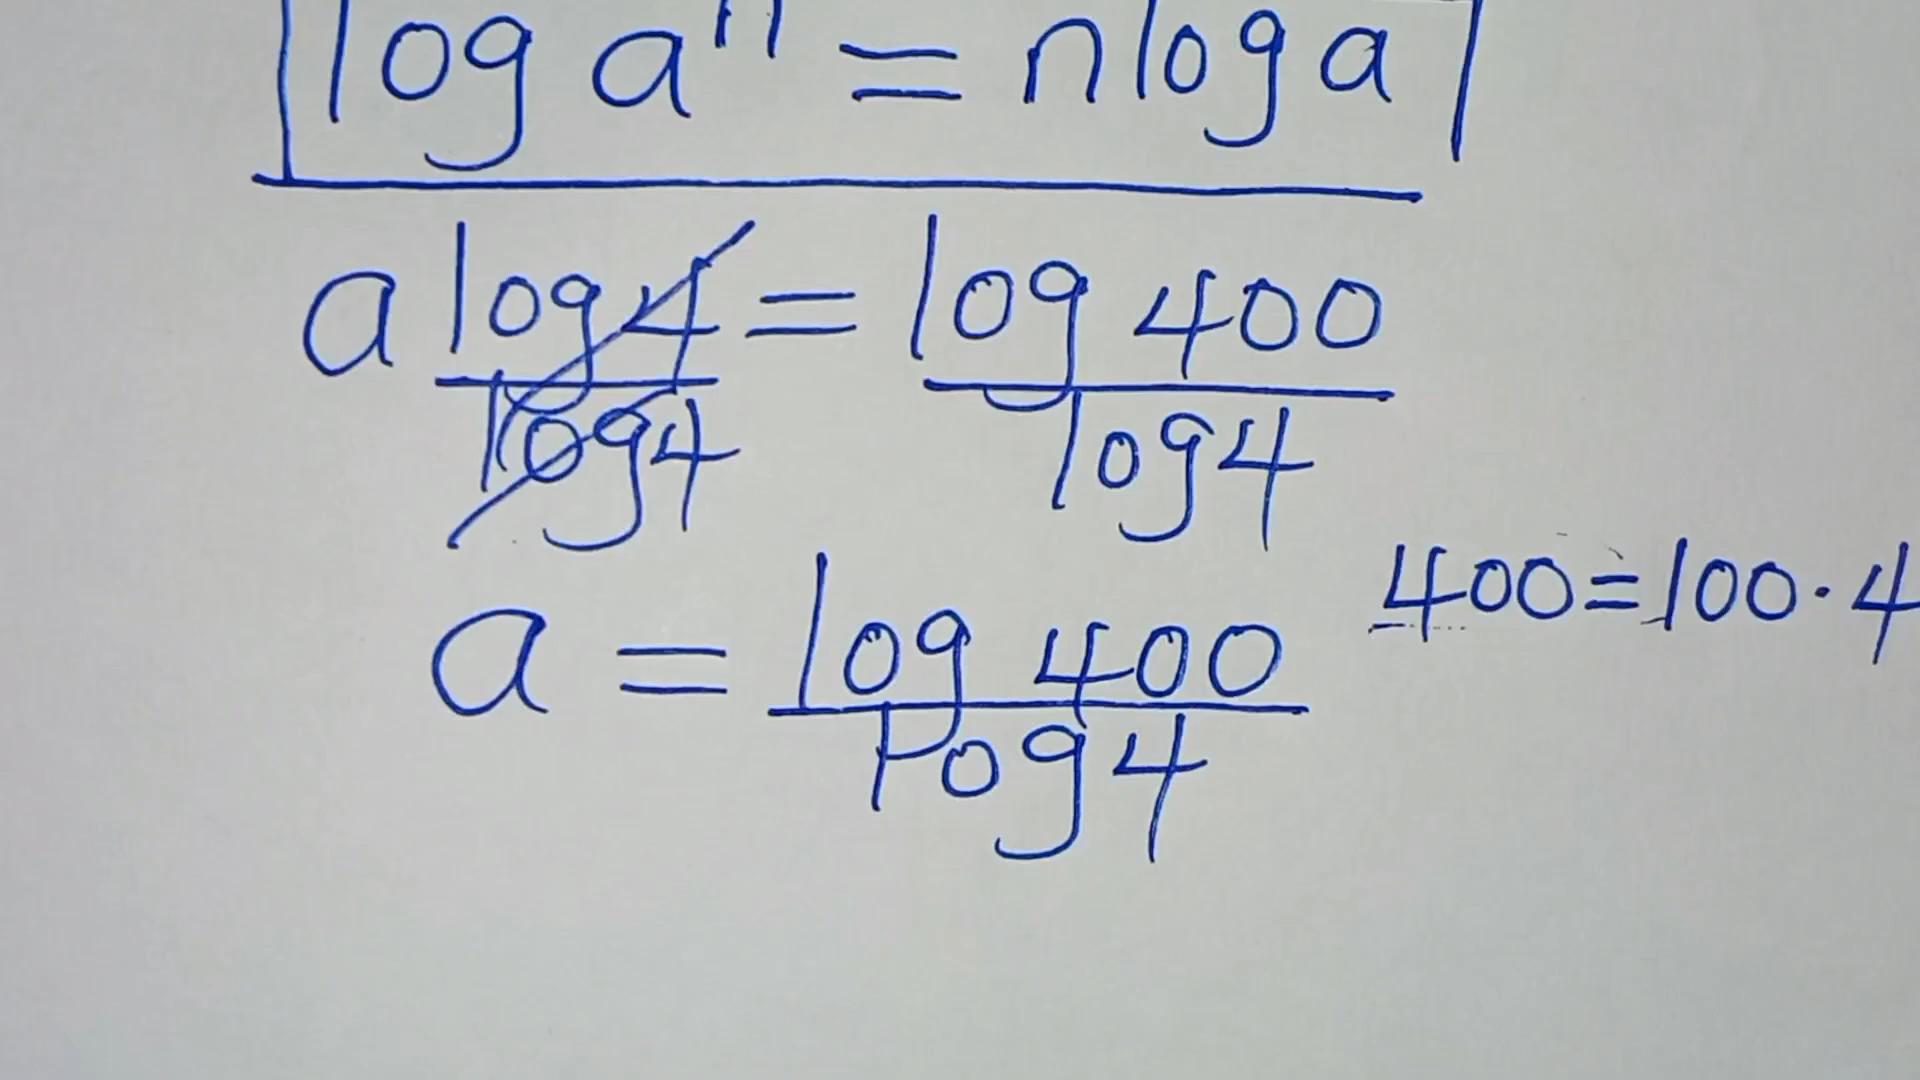 log aⁿ = n log a
a log 4 = log 400
log 4 log 4
400 = 100 · 4
a = log 400
log 4